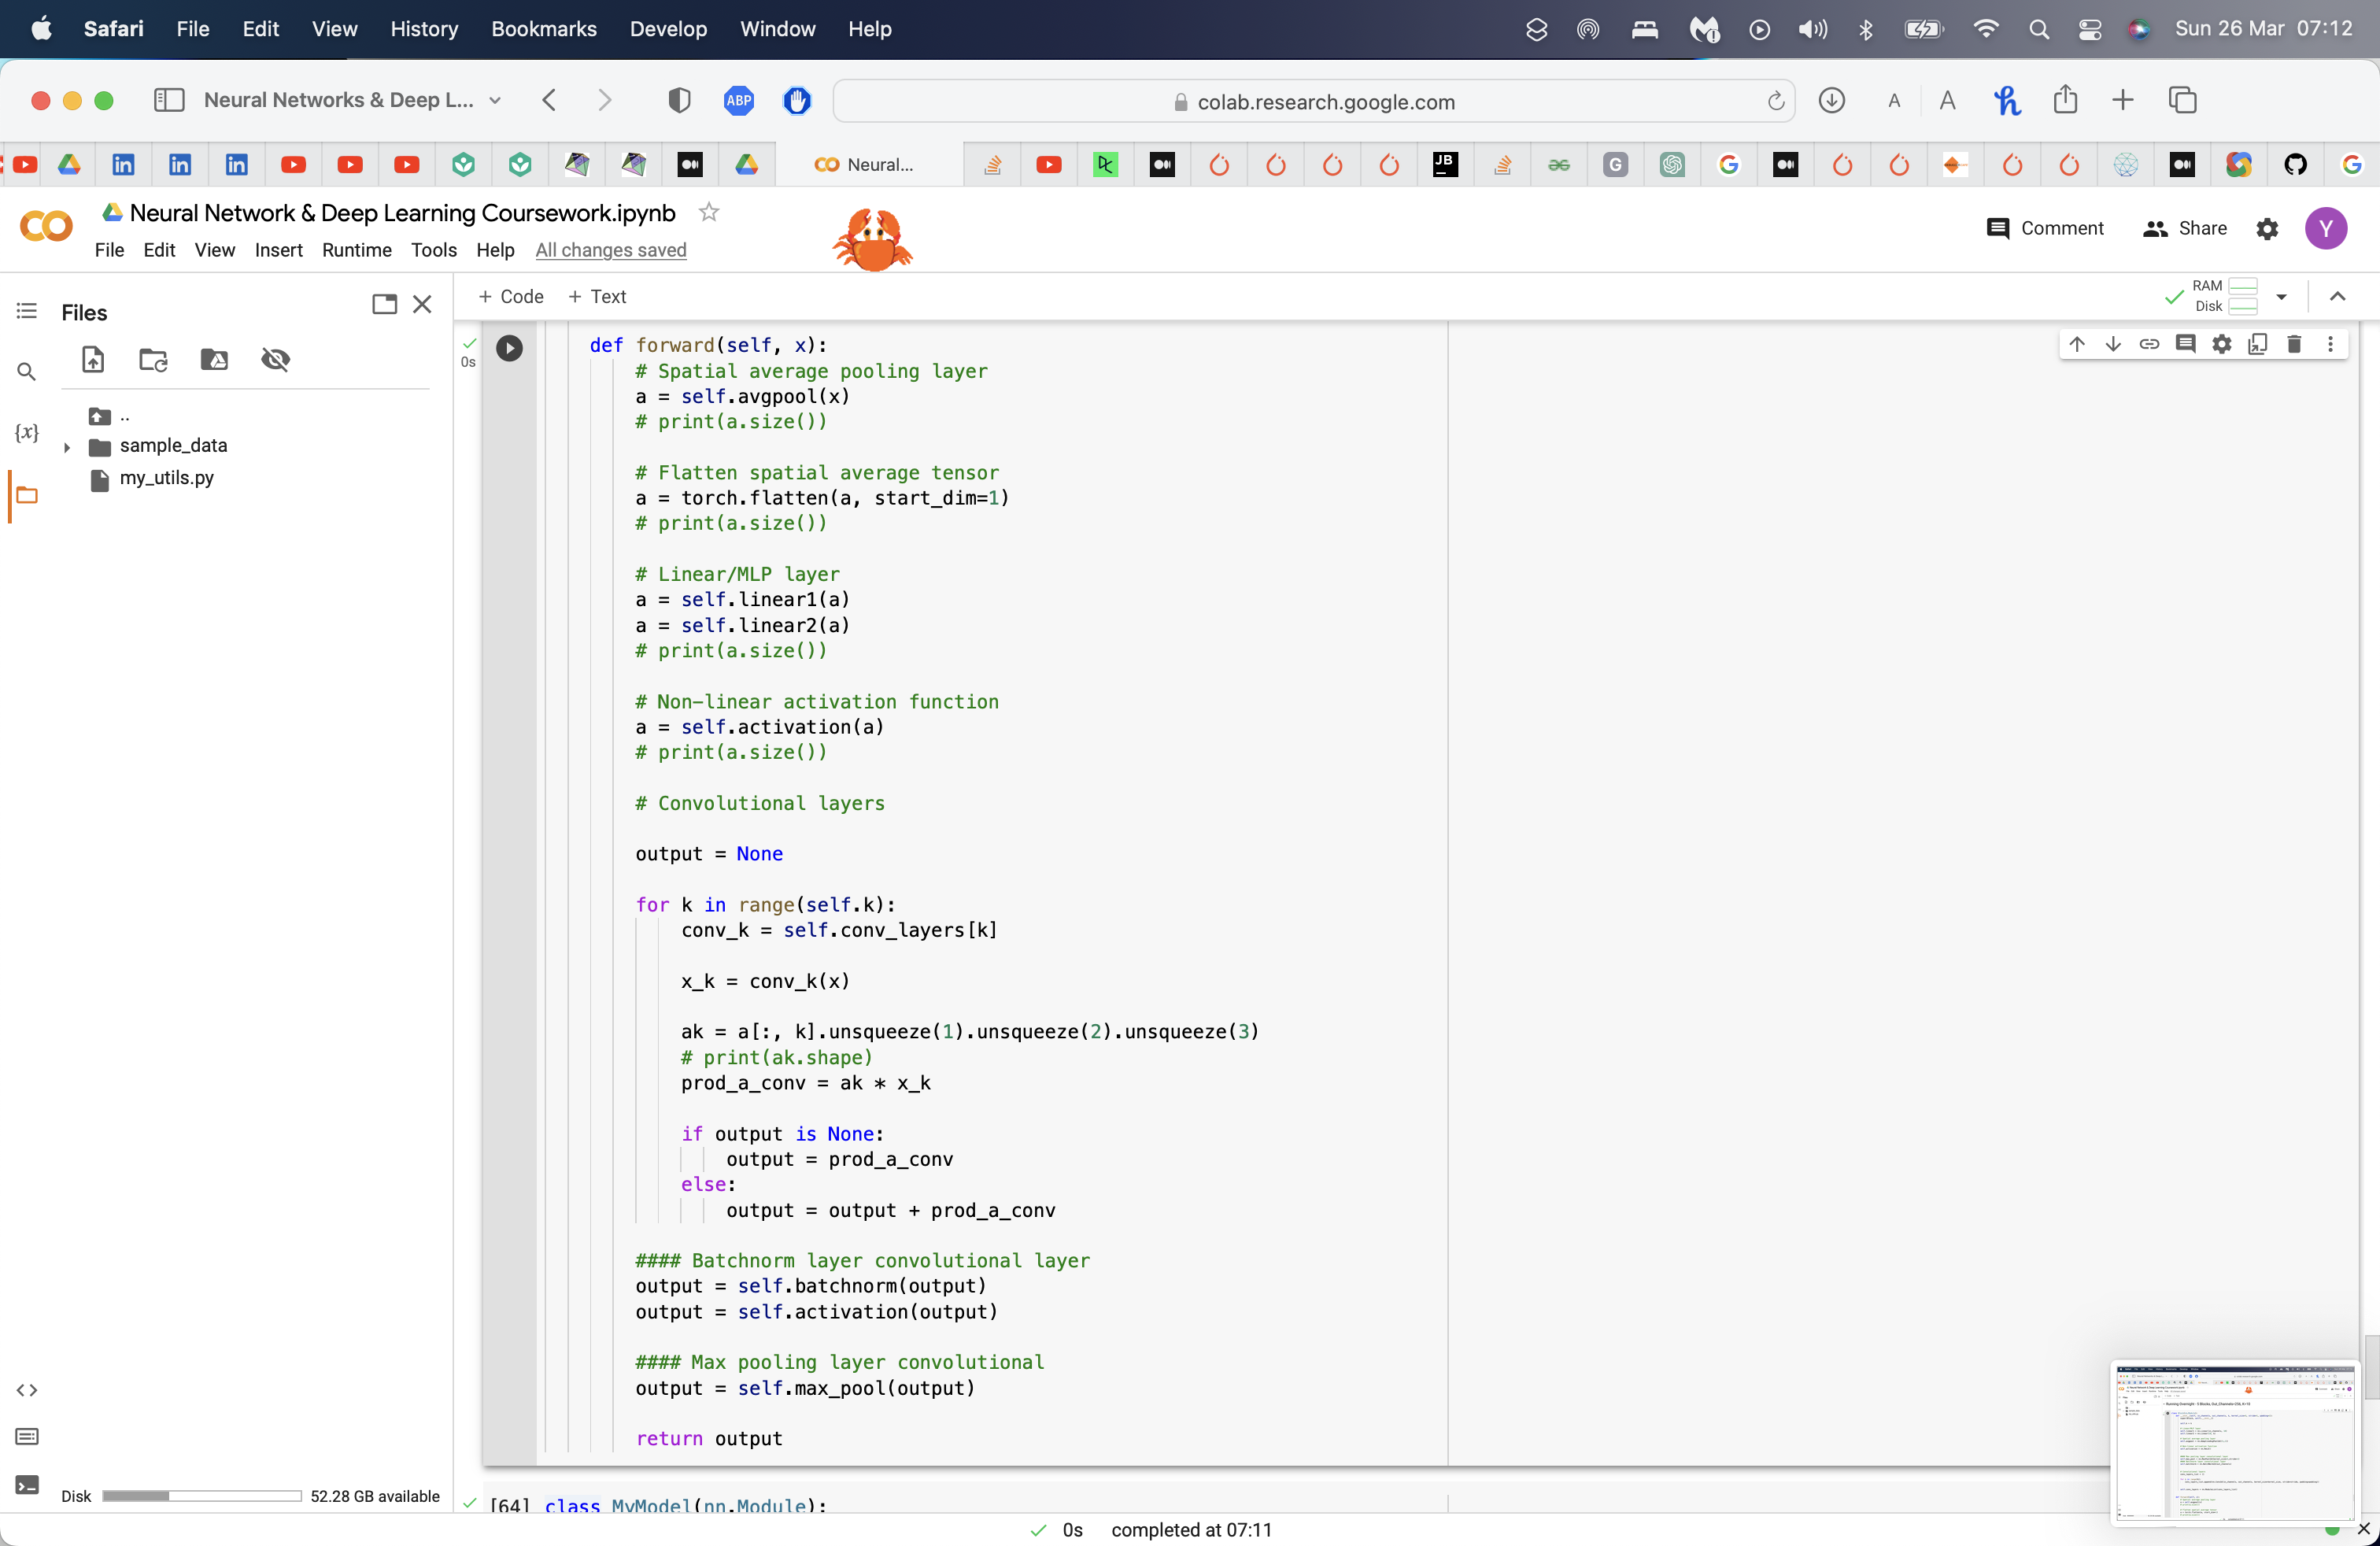 Safari File Edit View History Bookmarks Develop Window Help Sun 26 Mar 07:12
Neural Networks & Deep L... ABP colab.research.google.com A A
Neural... JB G
Neural Network & Deep Learning Coursework.ipynb
File Edit View Insert Runtime Tools Help All changes saved
Comment Share Y
Files
+ Code + Text
RAM
Disk
..
sample_data
my_utils.py
{x}
0s
def forward(self, x):
# Spatial average pooling layer
a = self.avgpool(x)
# print(a.size())
# Flatten spatial average tensor
a = torch.flatten(a, start_dim=1)
# print(a.size())
# Linear/MLP layer
a = self.linear1(a)
a = self.linear2(a)
# print(a.size())
# Non-linear activation function
a = self.activation(a)
# print(a.size())
# Convolutional layers
output = None
for k in range(self.k):
conv_k = self.conv_layers[k]
x_k = conv_k(x)
ak = a[:, k].unsqueeze(1).unsqueeze(2).unsqueeze(3)
# print(ak.shape)
prod_a_conv = ak * x_k
if output is None:
output = prod_a_conv
else:
output = output + prod_a_conv
#### Batchnorm layer convolutional layer
output = self.batchnorm(output)
output = self.activation(output)
#### Max pooling layer convolutional
output = self.max_pool(output)
return output
Disk 52.28 GB available
[64] class MyModel(nn.Module):
0s completed at 07:11